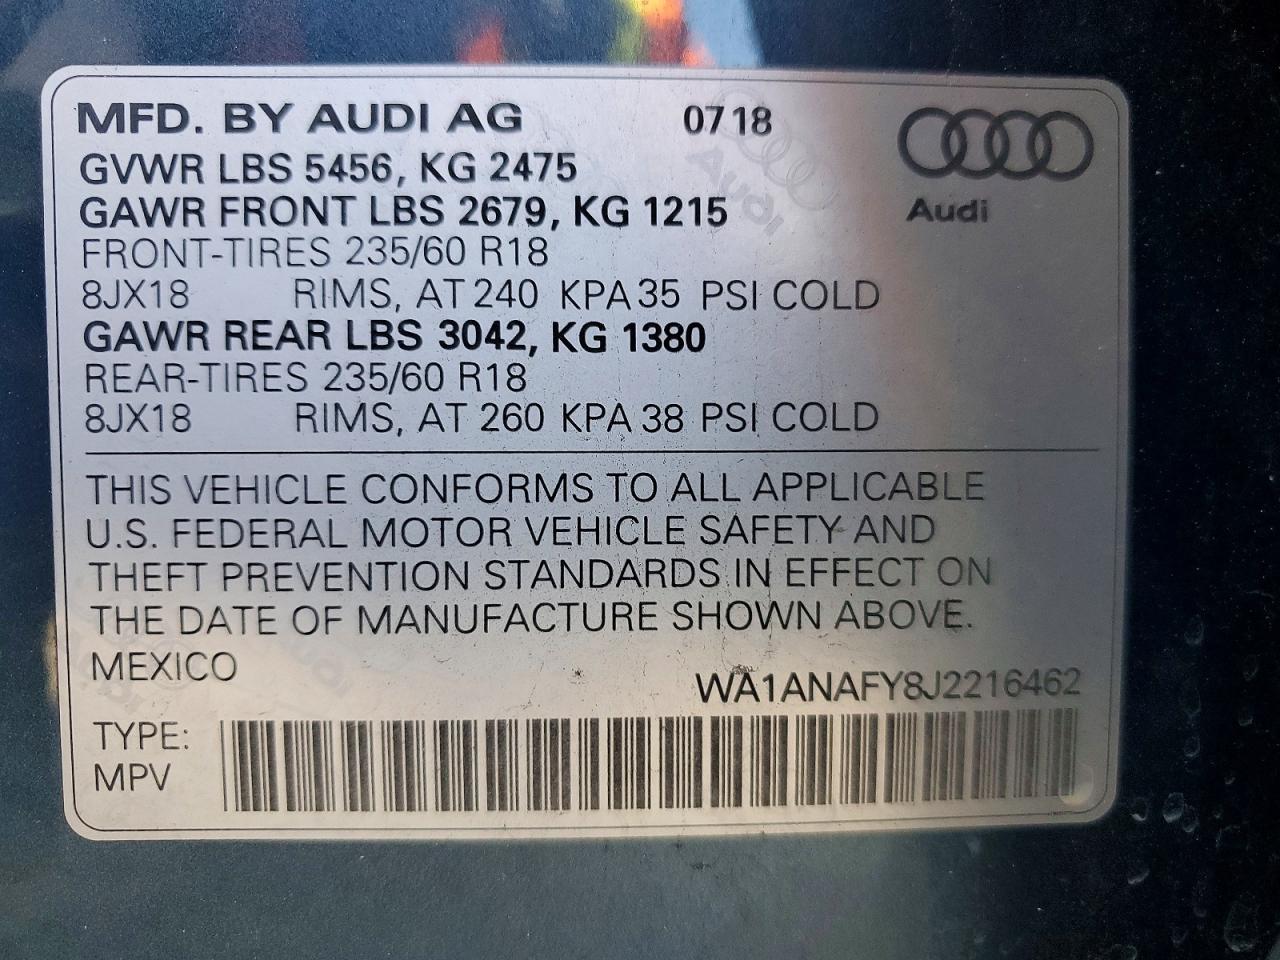 MFD. BY AUDI AG 0718
Audi
GVWR LBS 5456, KG 2475
GAWR FRONT LBS 2679, KG 1215
FRONT-TIRES 235/60 R18
8JX18 RIMS, AT 240 KPA 35 PSI COLD
GAWR REAR LBS 3042, KG 1380
REAR-TIRES 235/60 R18
8JX18 RIMS, AT 260 KPA 38 PSI COLD
THIS VEHICLE CONFORMS TO ALL APPLICABLE
U.S. FEDERAL MOTOR VEHICLE SAFETY AND
THEFT PREVENTION STANDARDS IN EFFECT ON
THE DATE OF MANUFACTURE SHOWN ABOVE.
MEXICO
WA1ANAFY8J2216462
TYPE:
MPV
Audi
Audi
Audi